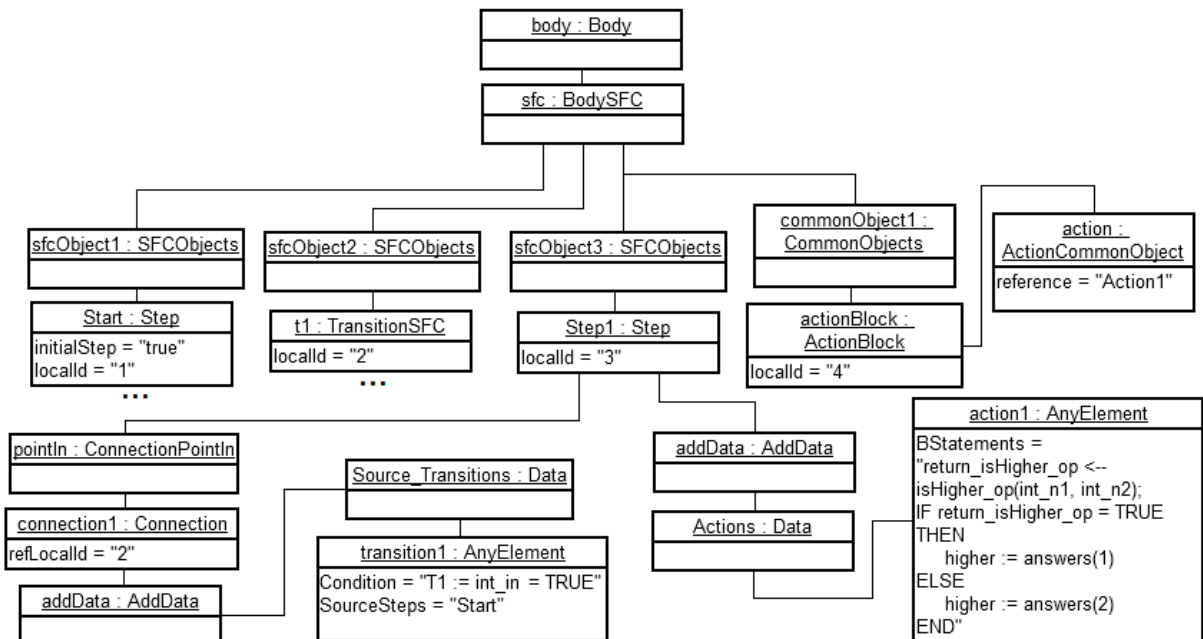 body : Body
sfc : BodySFC
sfcObject1 : SFCObjects
sfcObject2 : SFCObjects
sfcObject3 : SFCObjects
commonObject1 :
CommonObjects
action :
ActionCommonObject
reference = "Action1"
Start : Step
initialStep = "true"
localId = "1"
...
t1 : TransitionSFC
localId = "2"
...
Step1 : Step
localId = "3"
actionBlock :
ActionBlock
localId = "4"
pointIn : ConnectionPointIn
connection1 : Connection
refLocalId = "2"
addData : AddData
Source_Transitions : Data
transition1 : AnyElement
Condition = "T1 := int_in = TRUE"
SourceSteps = "Start"
addData : AddData
Actions : Data
action1 : AnyElement
BStatements =
"return_isHigher_op <--
isHigher_op(int_n1, int_n2);
IF return_isHigher_op = TRUE
THEN
higher := answers(1)
ELSE
higher := answers(2)
END"